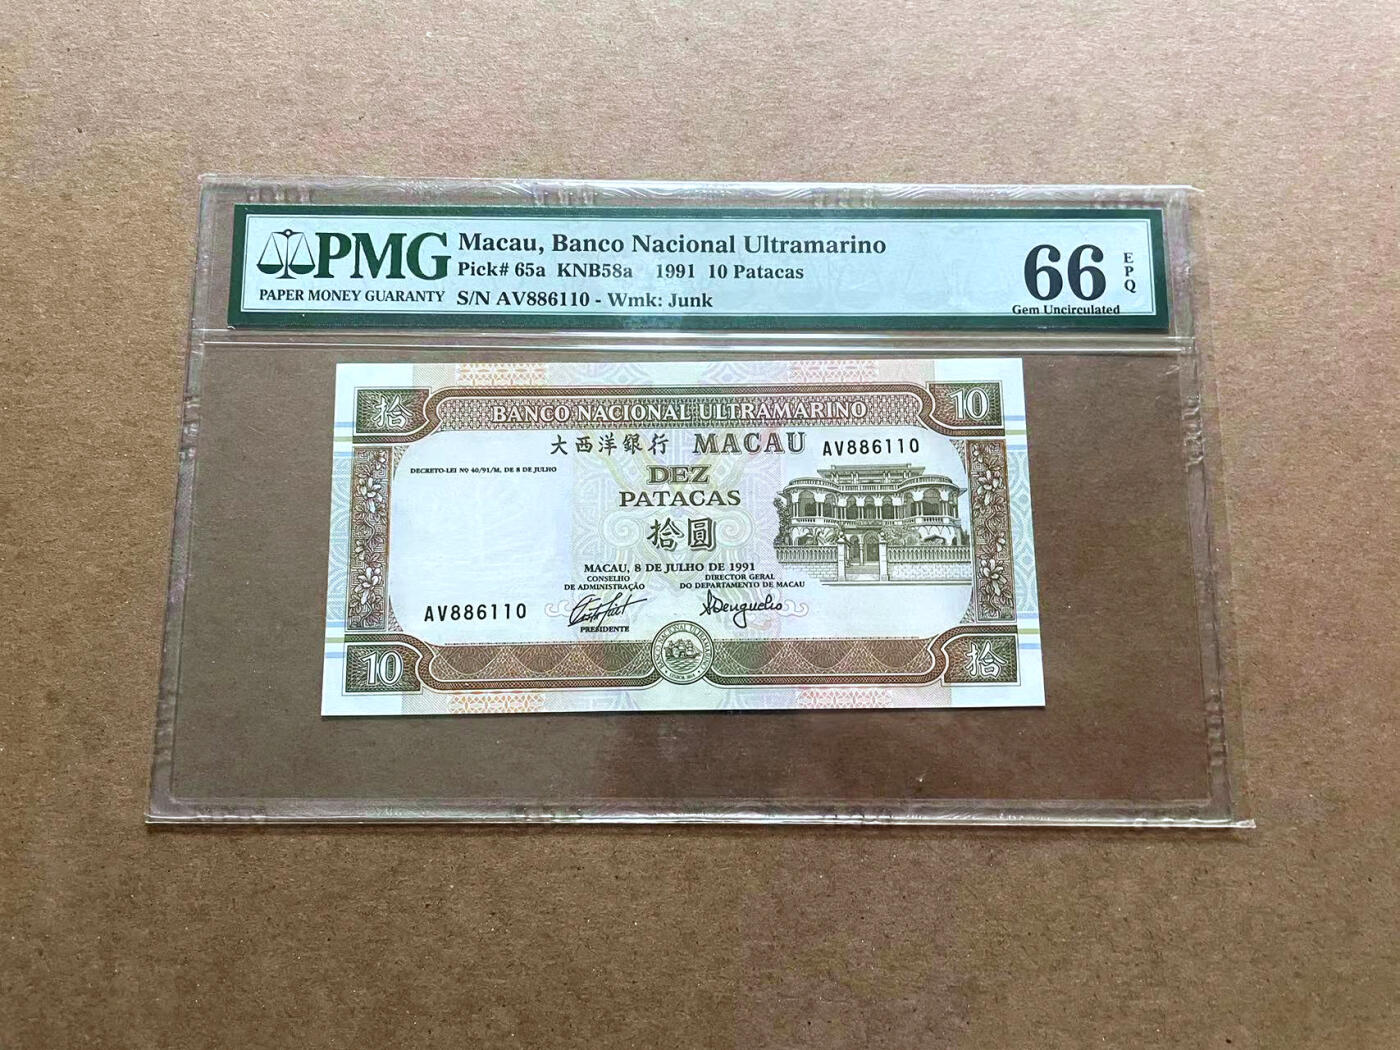 PMG
PAPER MONEY GUARANTY
Macau, Banco Nacional Ultramarino
Pick# 65a KNB58a 1991 10 Patacas
S/N AV886110 - Wmk: Junk
66
EPQ
Gem Uncirculated
拾
BANCO NACIONAL ULTRAMARINO
10
大西洋銀行 MACAU AV886110
DECRETO-LEI Nº 40/91/M, DE 8 DE JULHO
DEZ
PATACAS
拾圓
MACAU, 8 DE JULHO DE 1991
CONSELHO
DE ADMINISTRAÇÃO
DIRECTOR GERAL
DO DEPARTAMENTO DE MACAU
AV886110
PRESIDENTE
10
拾